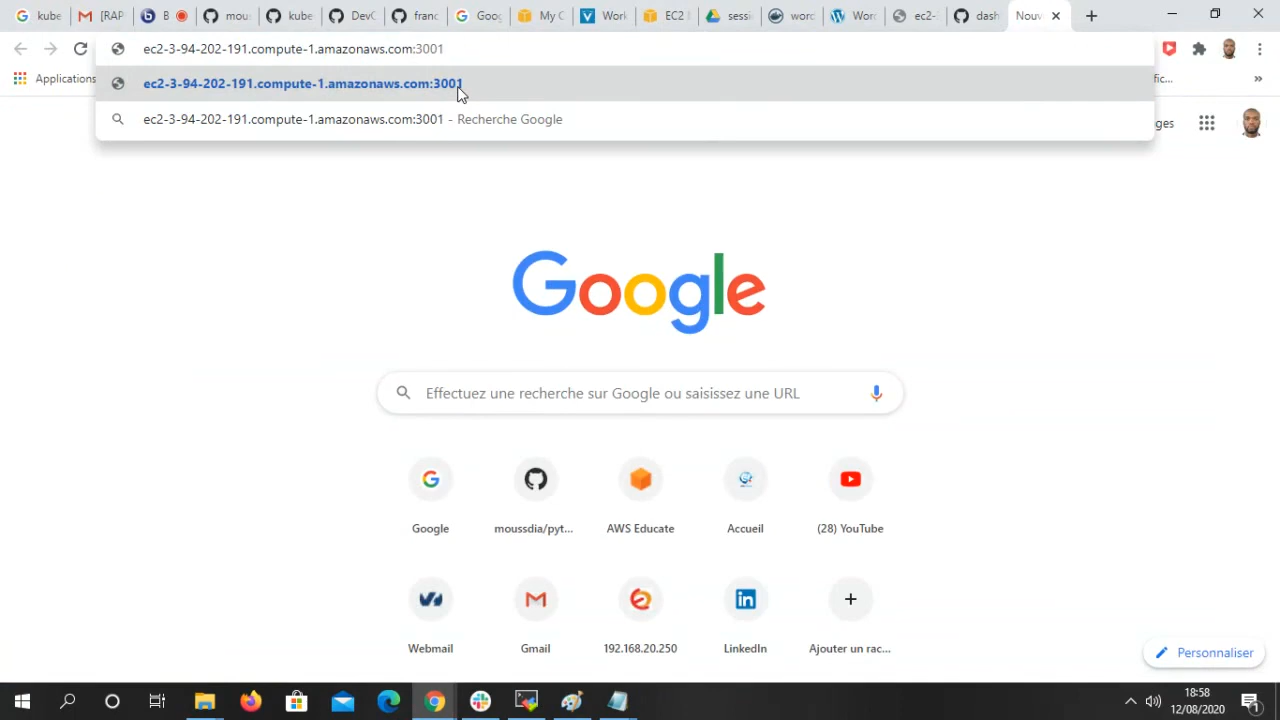 kube
[RAP
B
mous
kube
DevC
franc
Goog
My C
Work
EC2
sessi
word
Word
ec2-
dash
Nouv
ec2-3-94-202-191.compute-1.amazonaws.com:3001
Applications
ec2-3-94-202-191.compute-1.amazonaws.com:3001
fic...
ec2-3-94-202-191.compute-1.amazonaws.com:3001 - Recherche Google
ges
Google
Effectuez une recherche sur Google ou saisissez une URL
Google
moussdia/pyt...
AWS Educate
Accueil
(28) YouTube
Webmail
Gmail
192.168.20.250
LinkedIn
Ajouter un rac...
Personnaliser
18:58
12/08/2020